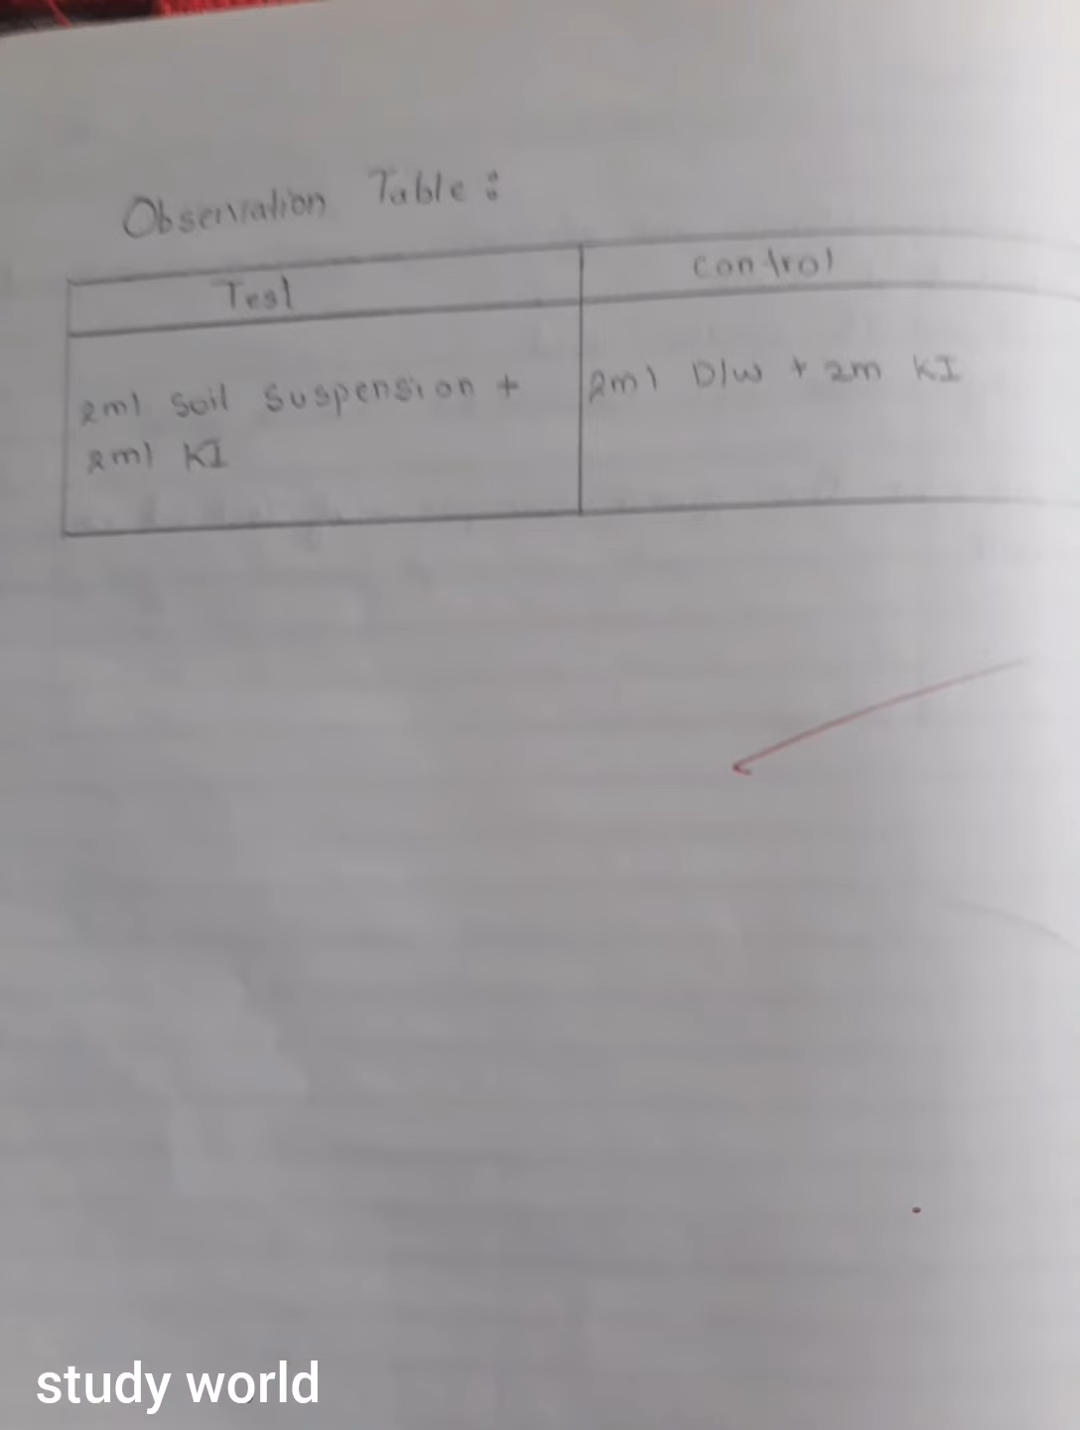 Observation Table :
Test
control
2ml soil suspension +
2ml KI
2ml D/W + 2m KI
study world